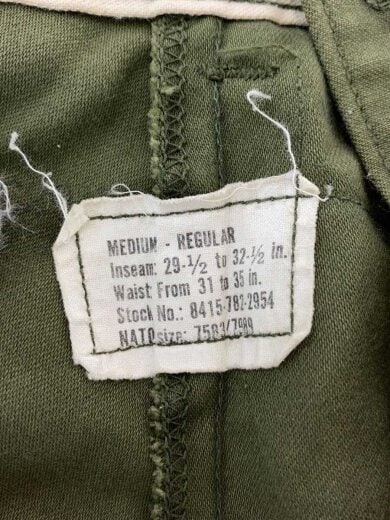 MEDIUM - REGULAR
Inseam: 29-1/2 to 32-1/2 in.
Waist From 31 to 35 in.
Stock No.: 8415-782-2954
NATO size: